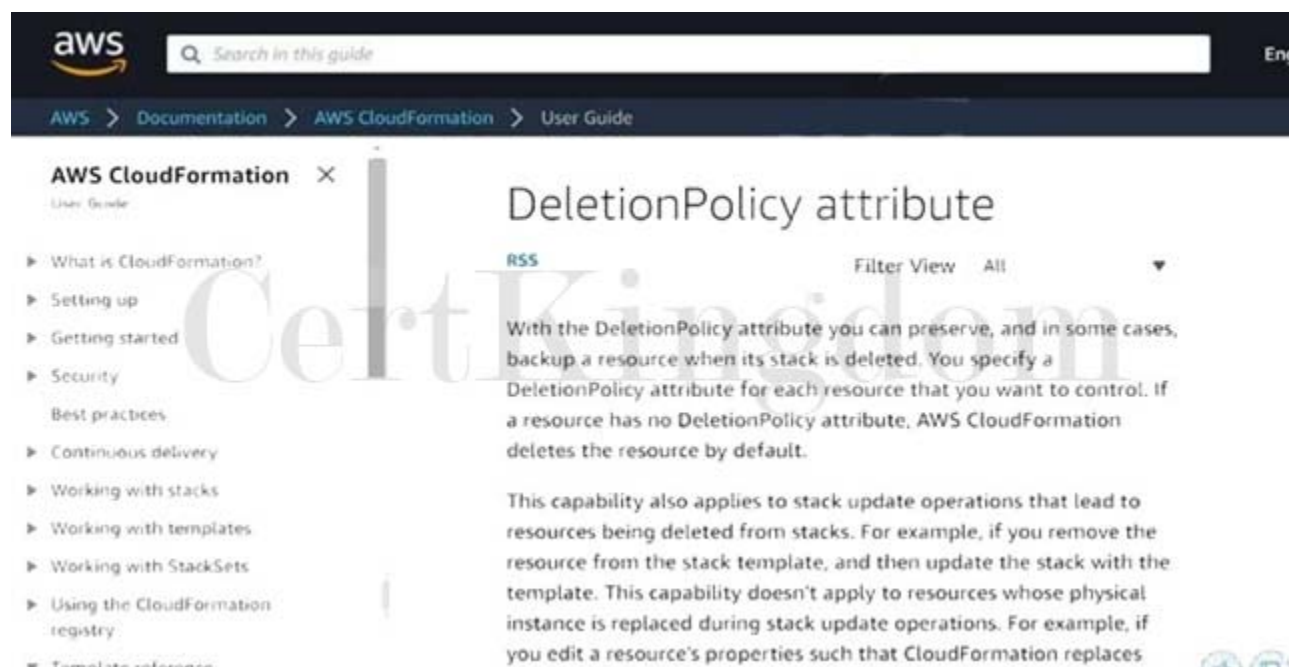 aws
Search in this guide
Eng
AWS > Documentation > AWS CloudFormation > User Guide
AWS CloudFormation ×
User Guide
What is CloudFormation?
Setting up
Getting started
Security
Best practices
Continuous delivery
Working with stacks
Working with templates
Working with StackSets
Using the CloudFormation
registry
Template reference
DeletionPolicy attribute
RSS
Filter View All
With the DeletionPolicy attribute you can preserve, and in some cases,
backup a resource when its stack is deleted. You specify a
DeletionPolicy attribute for each resource that you want to control. If
a resource has no DeletionPolicy attribute, AWS CloudFormation
deletes the resource by default.
This capability also applies to stack update operations that lead to
resources being deleted from stacks. For example, if you remove the
resource from the stack template, and then update the stack with the
template. This capability doesn't apply to resources whose physical
instance is replaced during stack update operations. For example, if
you edit a resource's properties such that CloudFormation replaces
CertKingdom